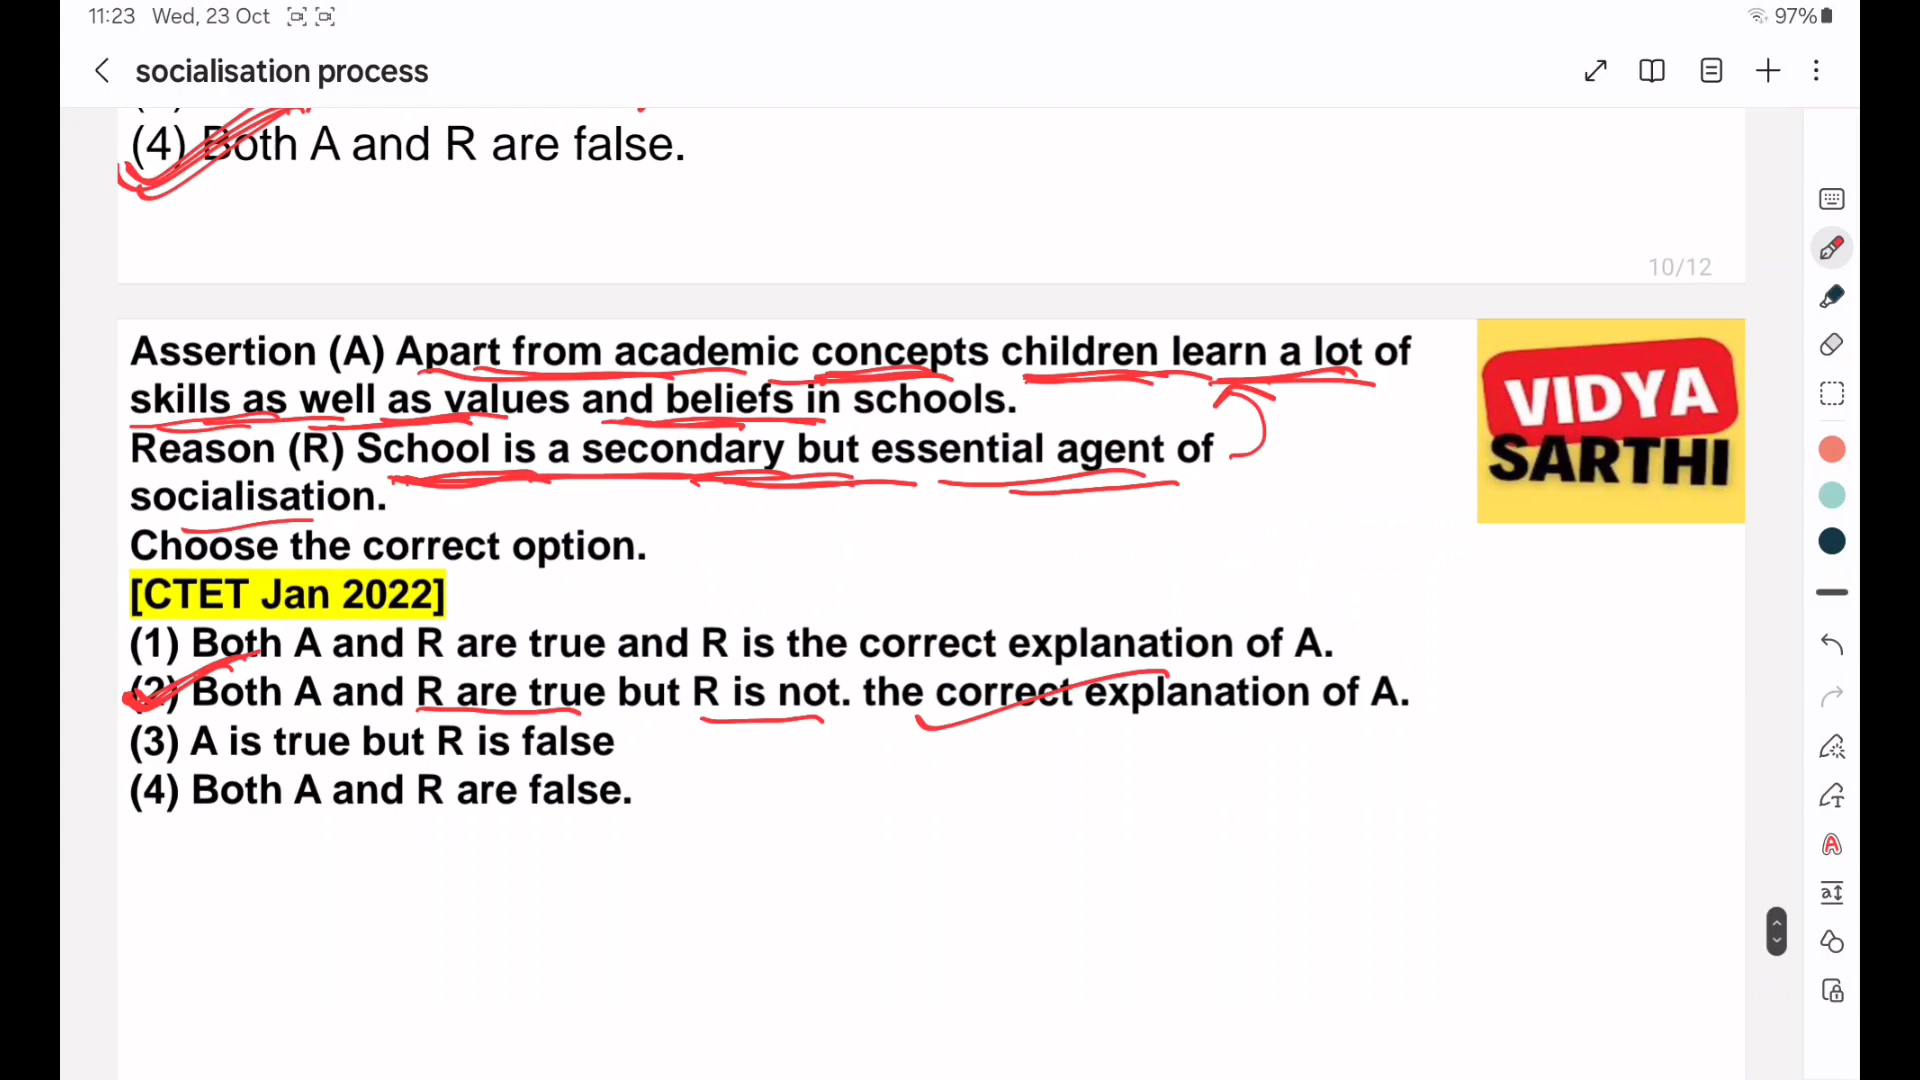 11:23 Wed, 23 Oct 97%
socialisation process
(4) Both A and R are false.
10/12
Assertion (A) Apart from academic concepts children learn a lot of
skills as well as values and beliefs in schools.
Reason (R) School is a secondary but essential agent of
socialisation.
Choose the correct option.
[CTET Jan 2022]
(1) Both A and R are true and R is the correct explanation of A.
(2) Both A and R are true but R is not. the correct explanation of A.
(3) A is true but R is false
(4) Both A and R are false.
VIDYA
SARTHI